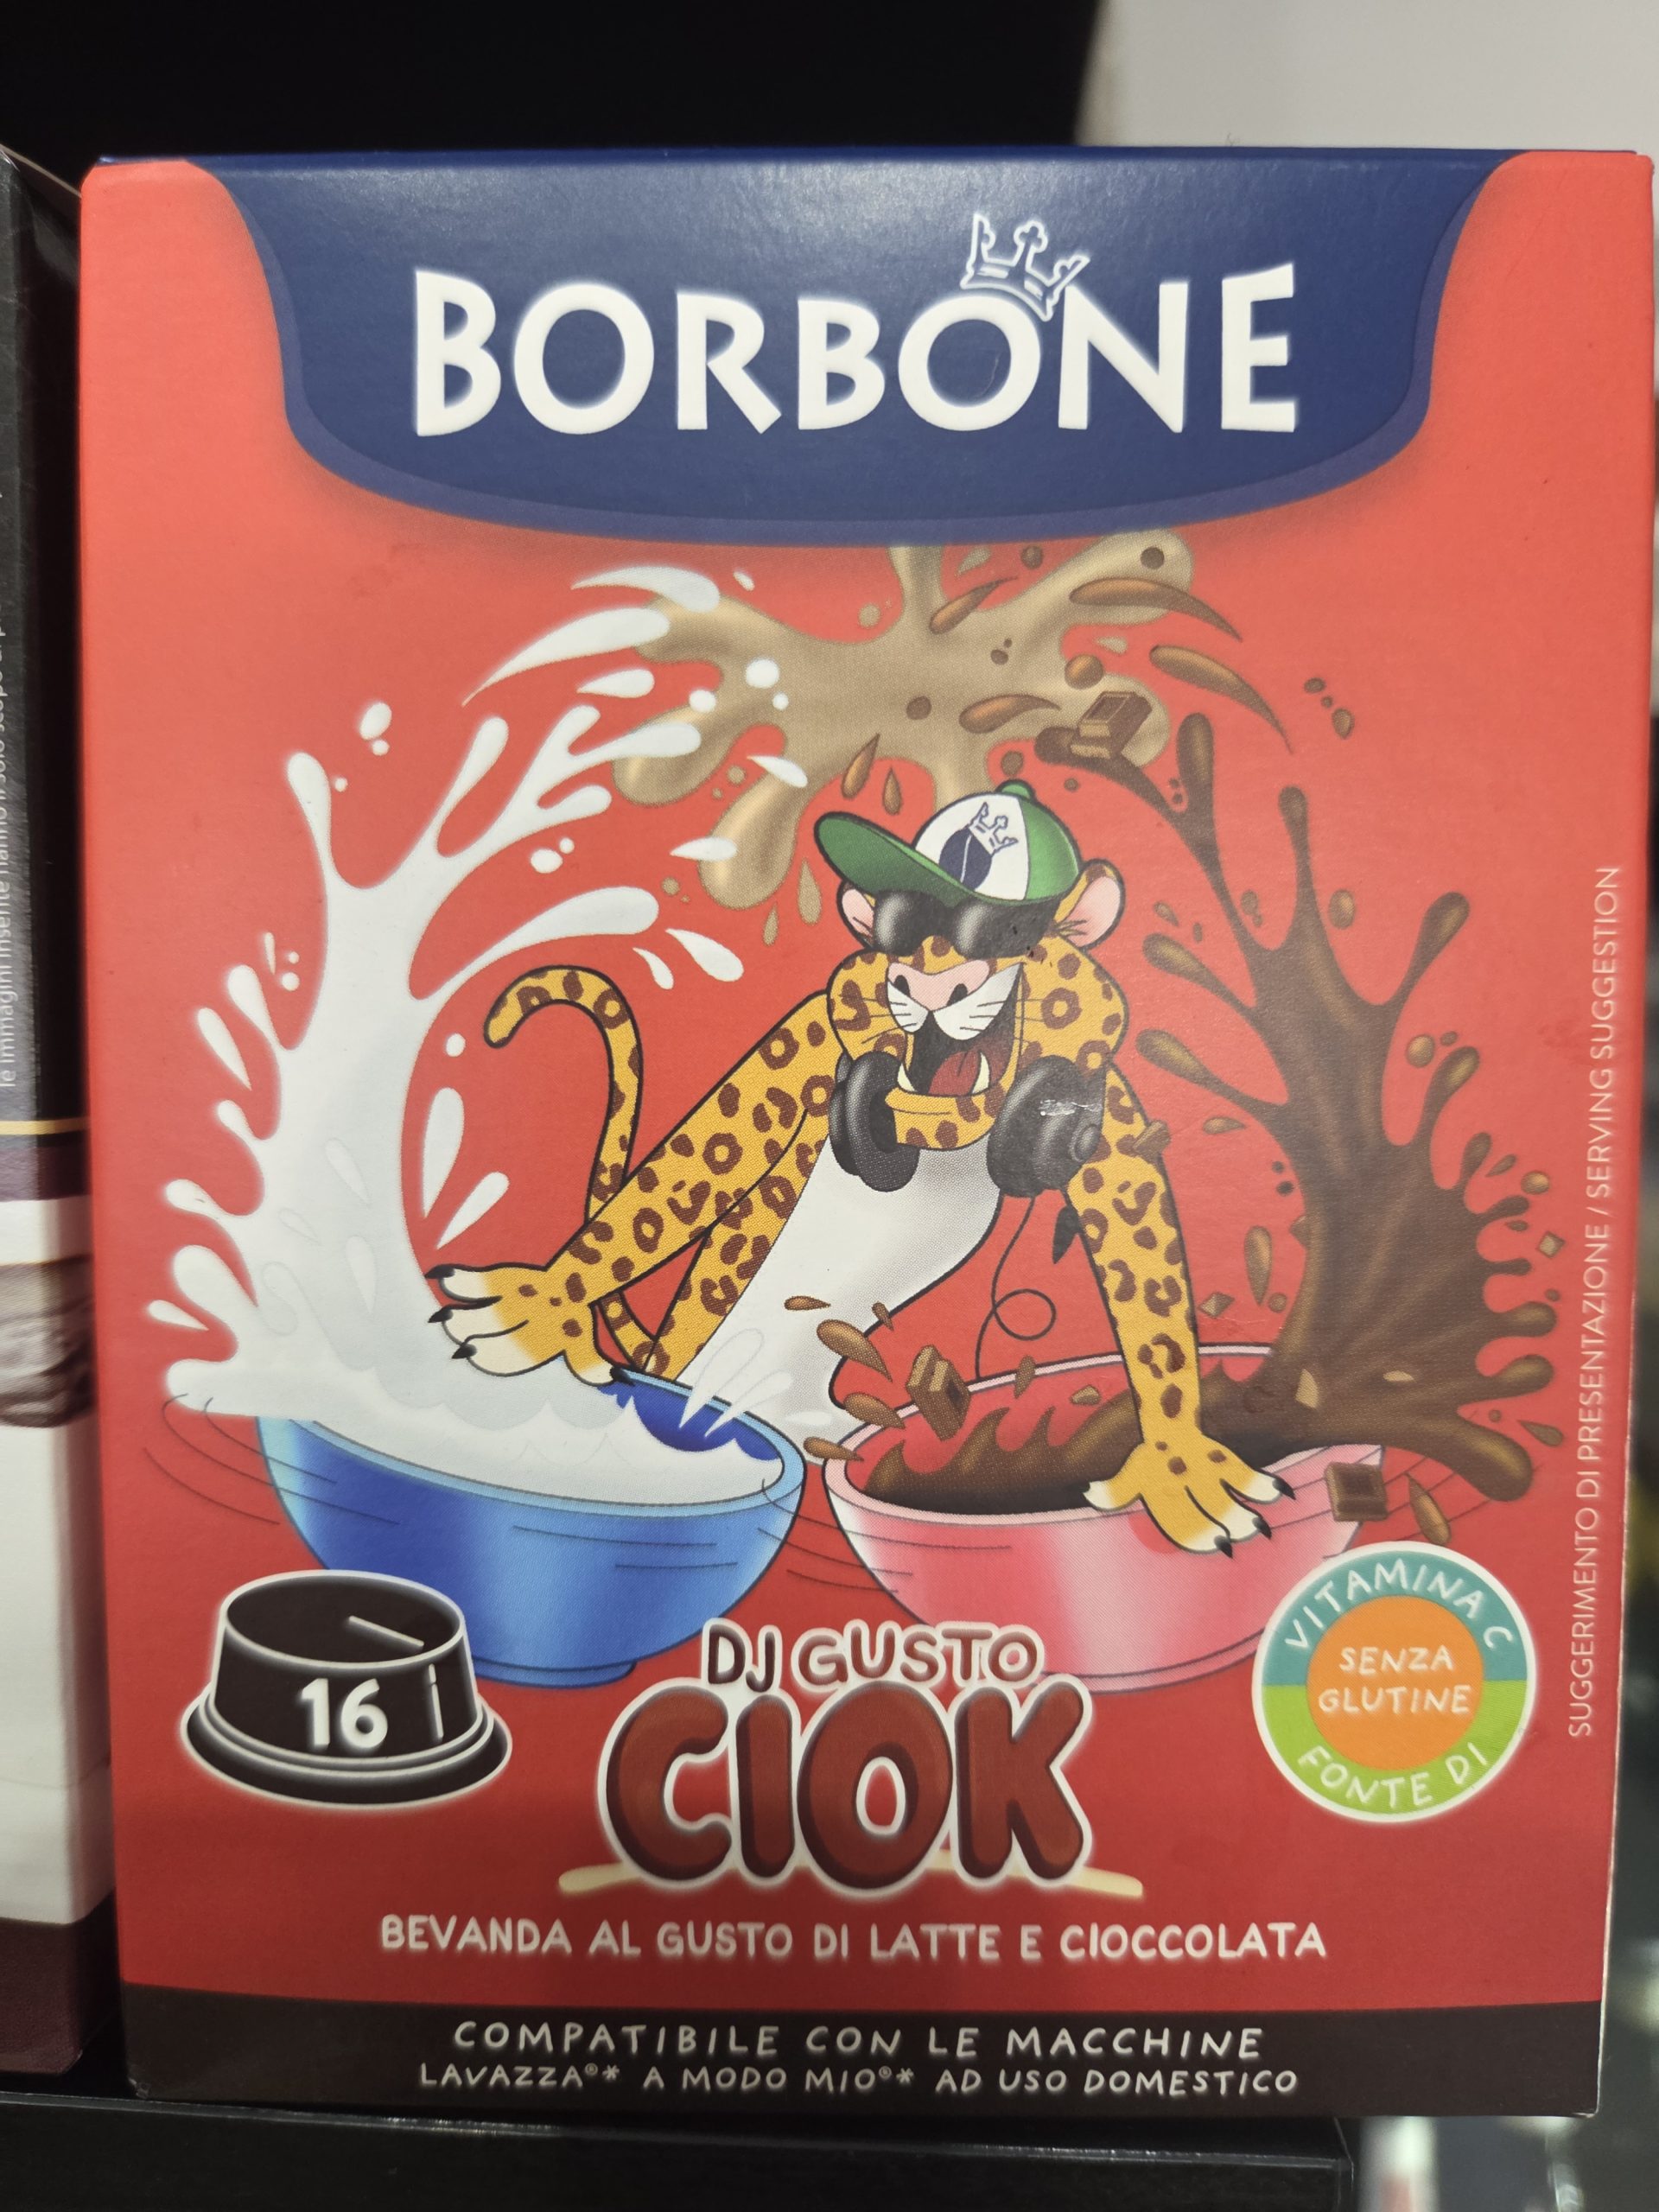 BORBONE
SUGGERIMENTO DI PRESENTAZIONE / SERVING SUGGESTION
VITAMINA C
SENZA
GLUTINE
FONTE DI
16
DJ GUSTO
CIOK
BEVANDA AL GUSTO DI LATTE E CIOCCOLATA
COMPATIBILE CON LE MACCHINE
LAVAZZA®* A MODO MIO®* AD USO DOMESTICO